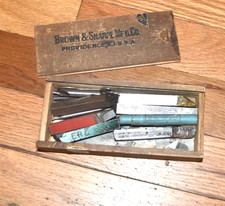 BROWN & SHARPE MFG. CO.
PROVIDENCE, R.I. U.S.A.